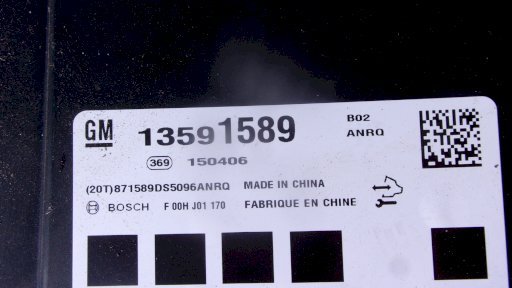 GM 13591589 B02
ANRQ
369 150406
(20T)871589DS5096ANRQ MADE IN CHINA
BOSCH F 00H J01 170 FABRIQUE EN CHINE